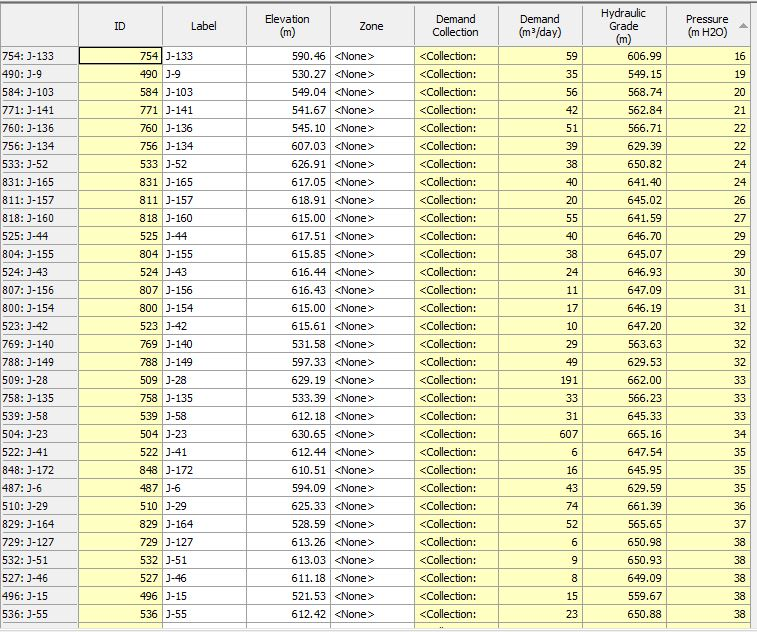 ID Label Elevation (m) Zone Demand Collection Demand (m³/day) Hydraulic Grade (m) Pressure (m H2O)
754: J-133 754 J-133 590.46 <None> <Collection: 59 606.99 16
490: J-9 490 J-9 530.27 <None> <Collection: 35 549.15 19
584: J-103 584 J-103 549.04 <None> <Collection: 56 568.74 20
771: J-141 771 J-141 541.67 <None> <Collection: 42 562.84 21
760: J-136 760 J-136 545.10 <None> <Collection: 51 566.71 22
756: J-134 756 J-134 607.03 <None> <Collection: 39 629.39 22
533: J-52 533 J-52 626.91 <None> <Collection: 38 650.82 24
831: J-165 831 J-165 617.05 <None> <Collection: 40 641.40 24
811: J-157 811 J-157 618.91 <None> <Collection: 20 645.02 26
818: J-160 818 J-160 615.00 <None> <Collection: 55 641.59 27
525: J-44 525 J-44 617.51 <None> <Collection: 40 646.70 29
804: J-155 804 J-155 615.85 <None> <Collection: 38 645.07 29
524: J-43 524 J-43 616.44 <None> <Collection: 24 646.93 30
807: J-156 807 J-156 616.43 <None> <Collection: 11 647.09 31
800: J-154 800 J-154 615.00 <None> <Collection: 17 646.19 31
523: J-42 523 J-42 615.61 <None> <Collection: 10 647.20 32
769: J-140 769 J-140 531.58 <None> <Collection: 29 563.63 32
788: J-149 788 J-149 597.33 <None> <Collection: 49 629.53 32
509: J-28 509 J-28 629.19 <None> <Collection: 191 662.00 33
758: J-135 758 J-135 533.39 <None> <Collection: 33 566.23 33
539: J-58 539 J-58 612.18 <None> <Collection: 31 645.33 33
504: J-23 504 J-23 630.65 <None> <Collection: 607 665.16 34
522: J-41 522 J-41 612.44 <None> <Collection: 6 647.54 35
848: J-172 848 J-172 610.51 <None> <Collection: 16 645.95 35
487: J-6 487 J-6 594.09 <None> <Collection: 43 629.59 35
510: J-29 510 J-29 625.33 <None> <Collection: 74 661.39 36
829: J-164 829 J-164 528.59 <None> <Collection: 52 565.65 37
729: J-127 729 J-127 613.26 <None> <Collection: 6 650.98 38
532: J-51 532 J-51 613.03 <None> <Collection: 9 650.93 38
527: J-46 527 J-46 611.18 <None> <Collection: 8 649.09 38
496: J-15 496 J-15 521.53 <None> <Collection: 15 559.67 38
536: J-55 536 J-55 612.42 <None> <Collection: 23 650.88 38